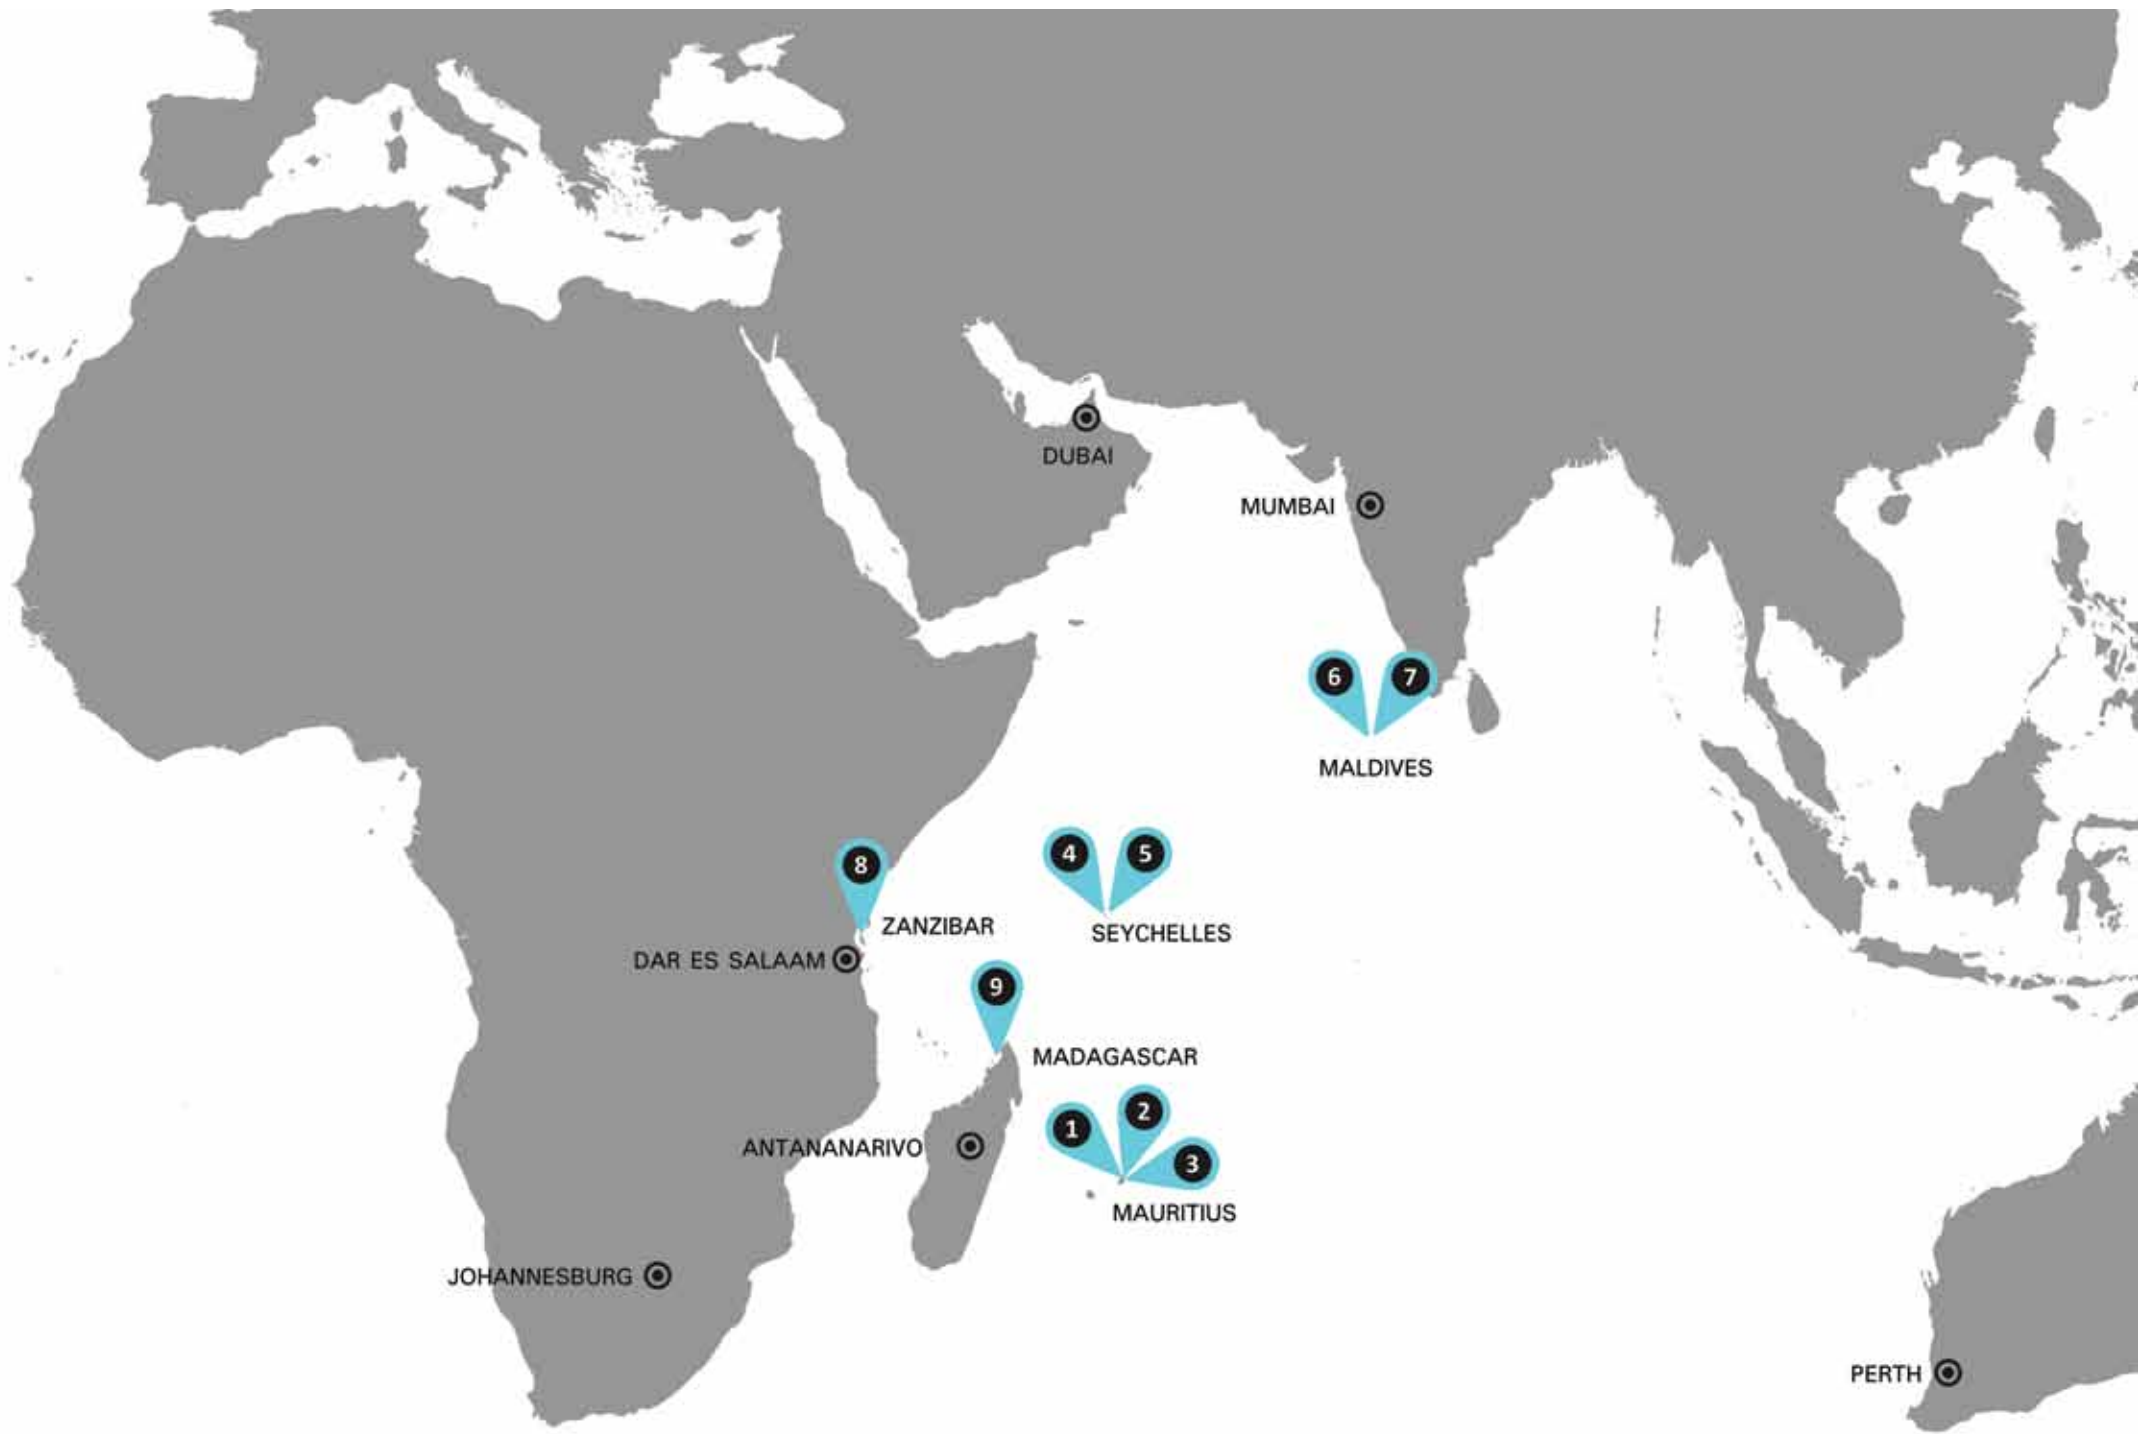 DUBAI
MUMBAI
6
7
MALDIVES
4
5
8
ZANZIBAR
SEYCHELLES
DAR ES SALAAM
9
MADAGASCAR
2
1
ANTANANARIVO
3
MAURITIUS
JOHANNESBURG
PERTH